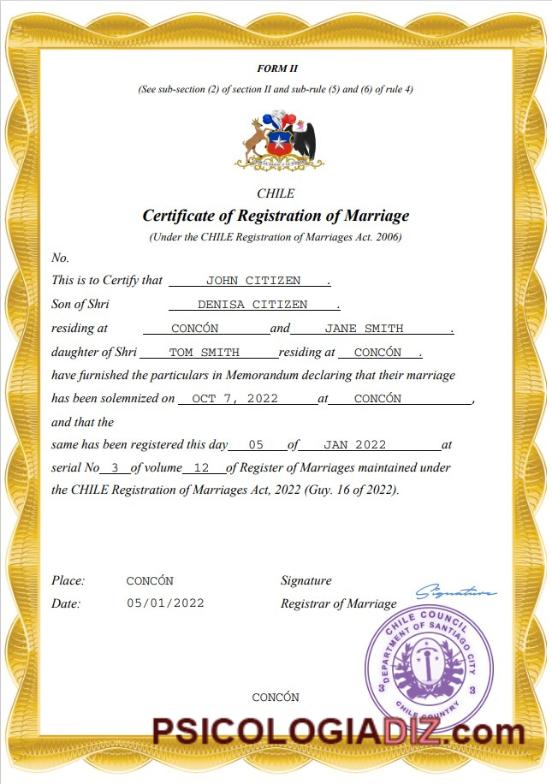 FORM II
(See sub-section (2) of section II and sub-rule (5) and (6) of rule 4)
CHILE
Certificate of Registration of Marriage
(Under the CHILE Registration of Marriages Act. 2006)
No.
This is to Certify that JOHN CITIZEN .
Son of Shri DENISA CITIZEN .
residing at CONCÓN and JANE SMITH .
daughter of Shri TOM SMITH residing at CONCÓN .
have furnished the particulars in Memorandum declaring that their marriage
has been solemnized on OCT 7, 2022 at CONCÓN ,
and that the
same has been registered this day 05 of JAN 2022 at
serial No 3 of volume 12 of Register of Marriages maintained under
the CHILE Registration of Marriages Act, 2022 (Guy. 16 of 2022).
Place: CONCÓN Signature
Signature
Date: 05/01/2022 Registrar of Marriage
CHILE COUNCIL
DEPARTMENT OF SANTIAGO CITY
3 3
CHILE COUNTRY
CONCÓN
PSICOLOGIADIZ.com